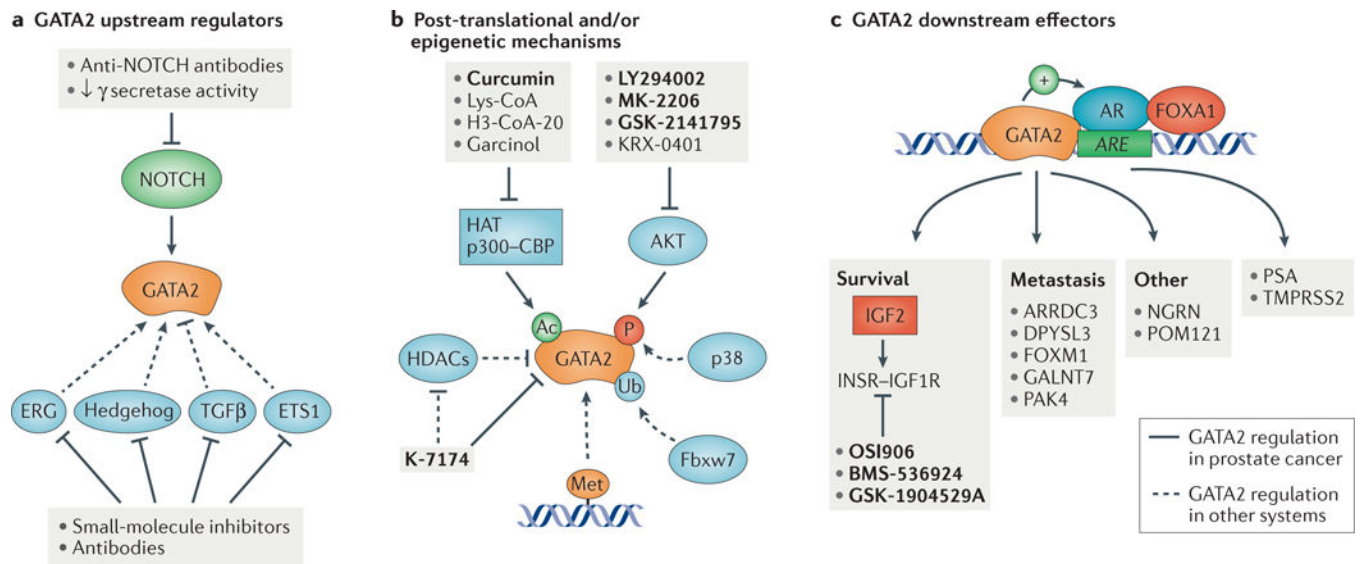 a GATA2 upstream regulators
• Anti-NOTCH antibodies
• ↓ γ secretase activity
NOTCH
GATA2
ERG
Hedgehog
TGFβ
ETS1
• Small-molecule inhibitors
• Antibodies
b Post-translational and/or
epigenetic mechanisms
• Curcumin
• Lys-CoA
• H3-CoA-20
• Garcinol
• LY294002
• MK-2206
• GSK-2141795
• KRX-0401
HAT
p300–CBP
AKT
Ac
P
HDACs
GATA2
p38
Ub
K-7174
Fbxw7
Met
c GATA2 downstream effectors
+
GATA2
AR
FOXA1
ARE
Survival
IGF2
INSR–IGF1R
• OSI906
• BMS-536924
• GSK-1904529A
Metastasis
• ARRDC3
• DPYSL3
• FOXM1
• GALNT7
• PAK4
Other
• NGRN
• POM121
• PSA
• TMPRSS2
GATA2 regulation
in prostate cancer
GATA2 regulation
in other systems